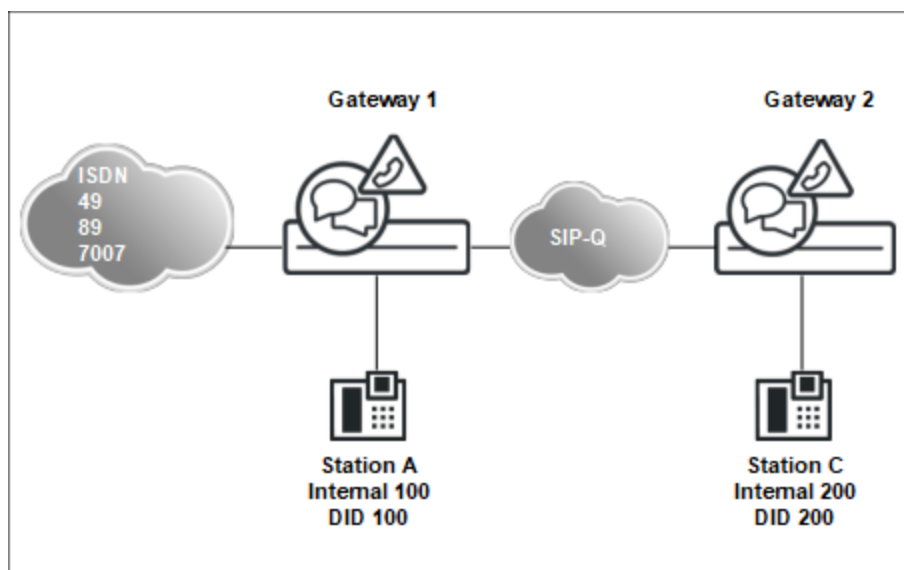 Gateway 1
Gateway 2
ISDN
49
89
7007
SIP-Q
Station A
Internal 100
DID 100
Station C
Internal 200
DID 200